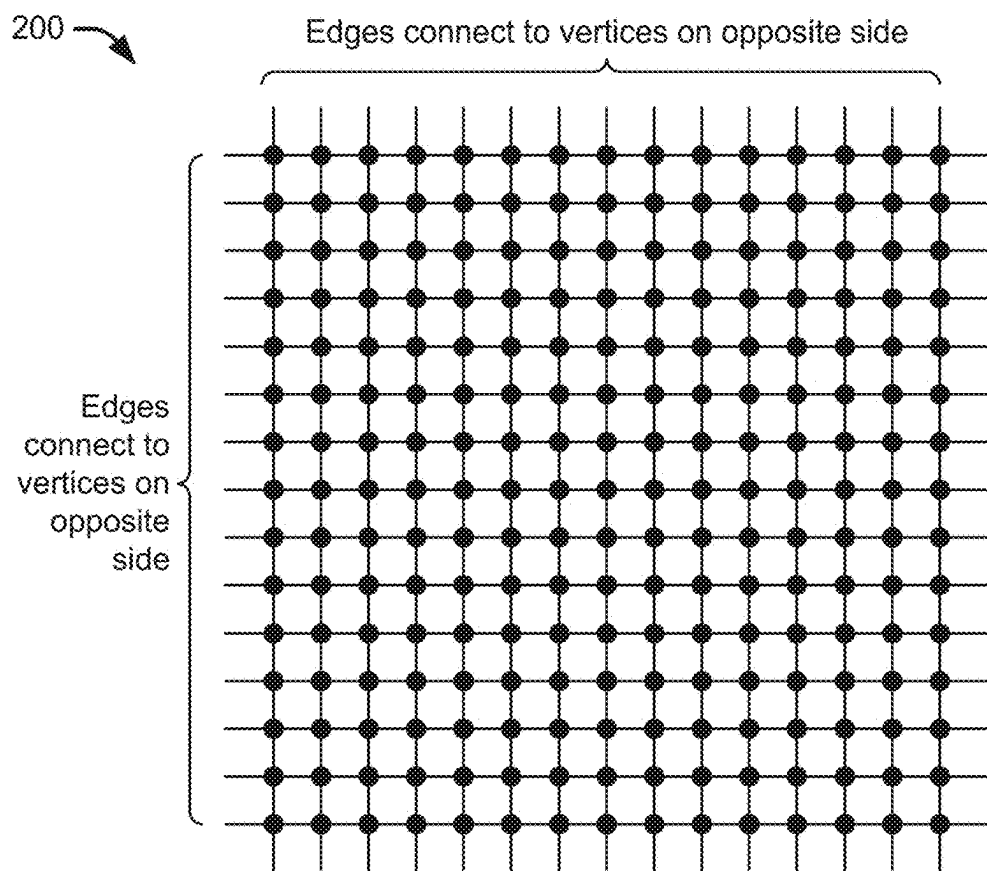 200
Edges connect to vertices on opposite side
Edges
connect to
vertices on
opposite
side